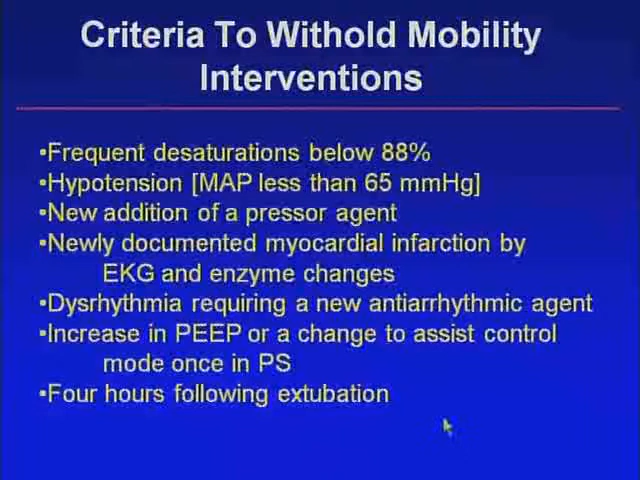 Criteria To Withold Mobility
Interventions
•Frequent desaturations below 88%
•Hypotension [MAP less than 65 mmHg]
•New addition of a pressor agent
•Newly documented myocardial infarction by
EKG and enzyme changes
•Dysrhythmia requiring a new antiarrhythmic agent
•Increase in PEEP or a change to assist control
mode once in PS
•Four hours following extubation